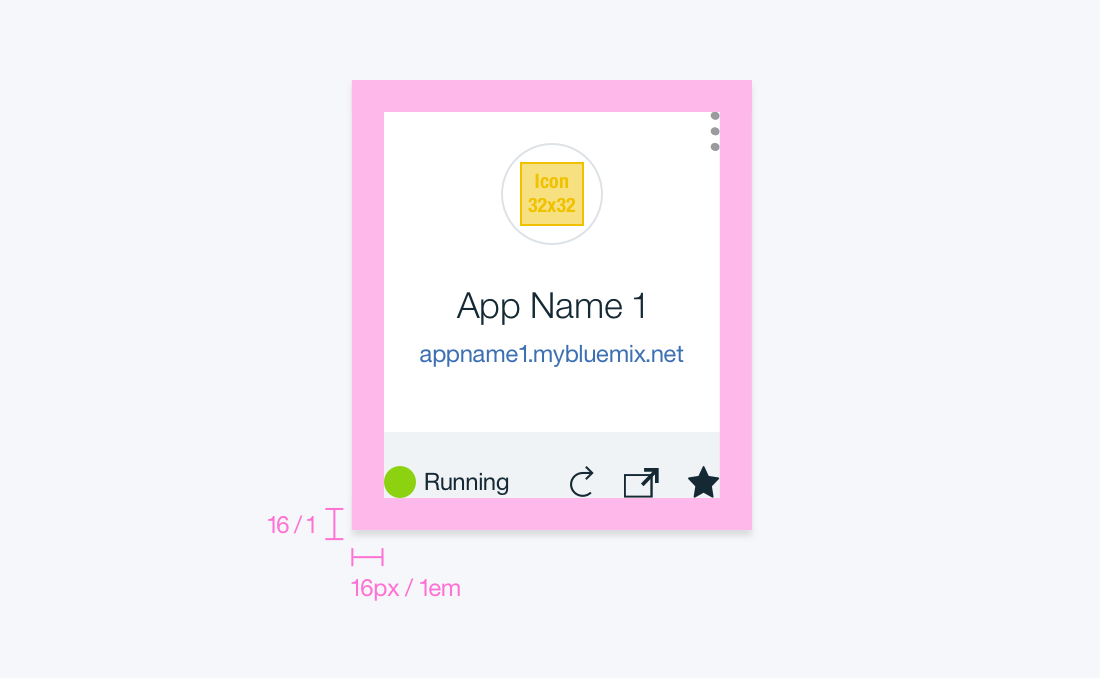 Icon
32x32
App Name 1
appname1.mybluemix.net
Running
16 / 1
16px / 1em